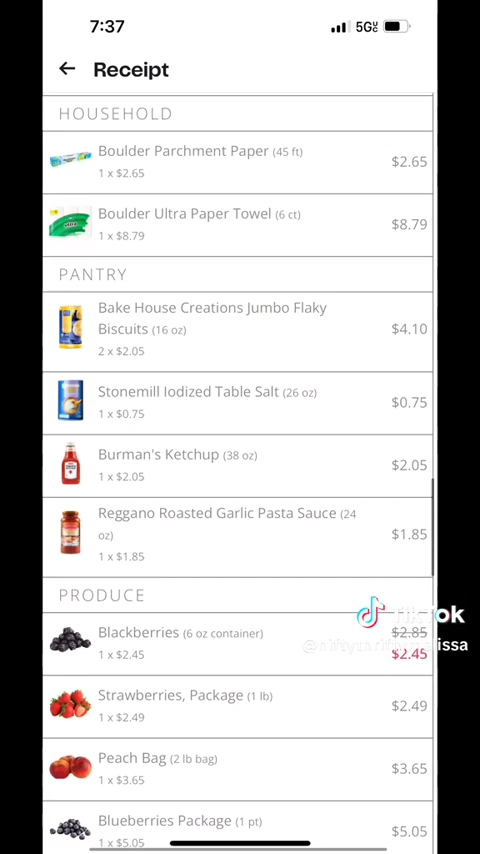 7:37
5G
Receipt
HOUSEHOLD
Boulder Parchment Paper (45 ft)
1 x $2.65
$2.65
Boulder Ultra Paper Towel (6 ct)
1 x $8.79
$8.79
PANTRY
Bake House Creations Jumbo Flaky
Biscuits (16 oz)
2 x $2.05
$4.10
Stonemill Iodized Table Salt (26 oz)
1 x $0.75
$0.75
Burman's Ketchup (38 oz)
1 x $2.05
$2.05
Reggano Roasted Garlic Pasta Sauce (24
oz)
1 x $1.85
$1.85
PRODUCE
TikTok
Blackberries (6 oz container)
1 x $2.45
$2.85
$2.45
Strawberries, Package (1 lb)
1 x $2.49
$2.49
Peach Bag (2 lb bag)
1 x $3.65
$3.65
Blueberries Package (1 pt)
1 x $5.05
$5.05